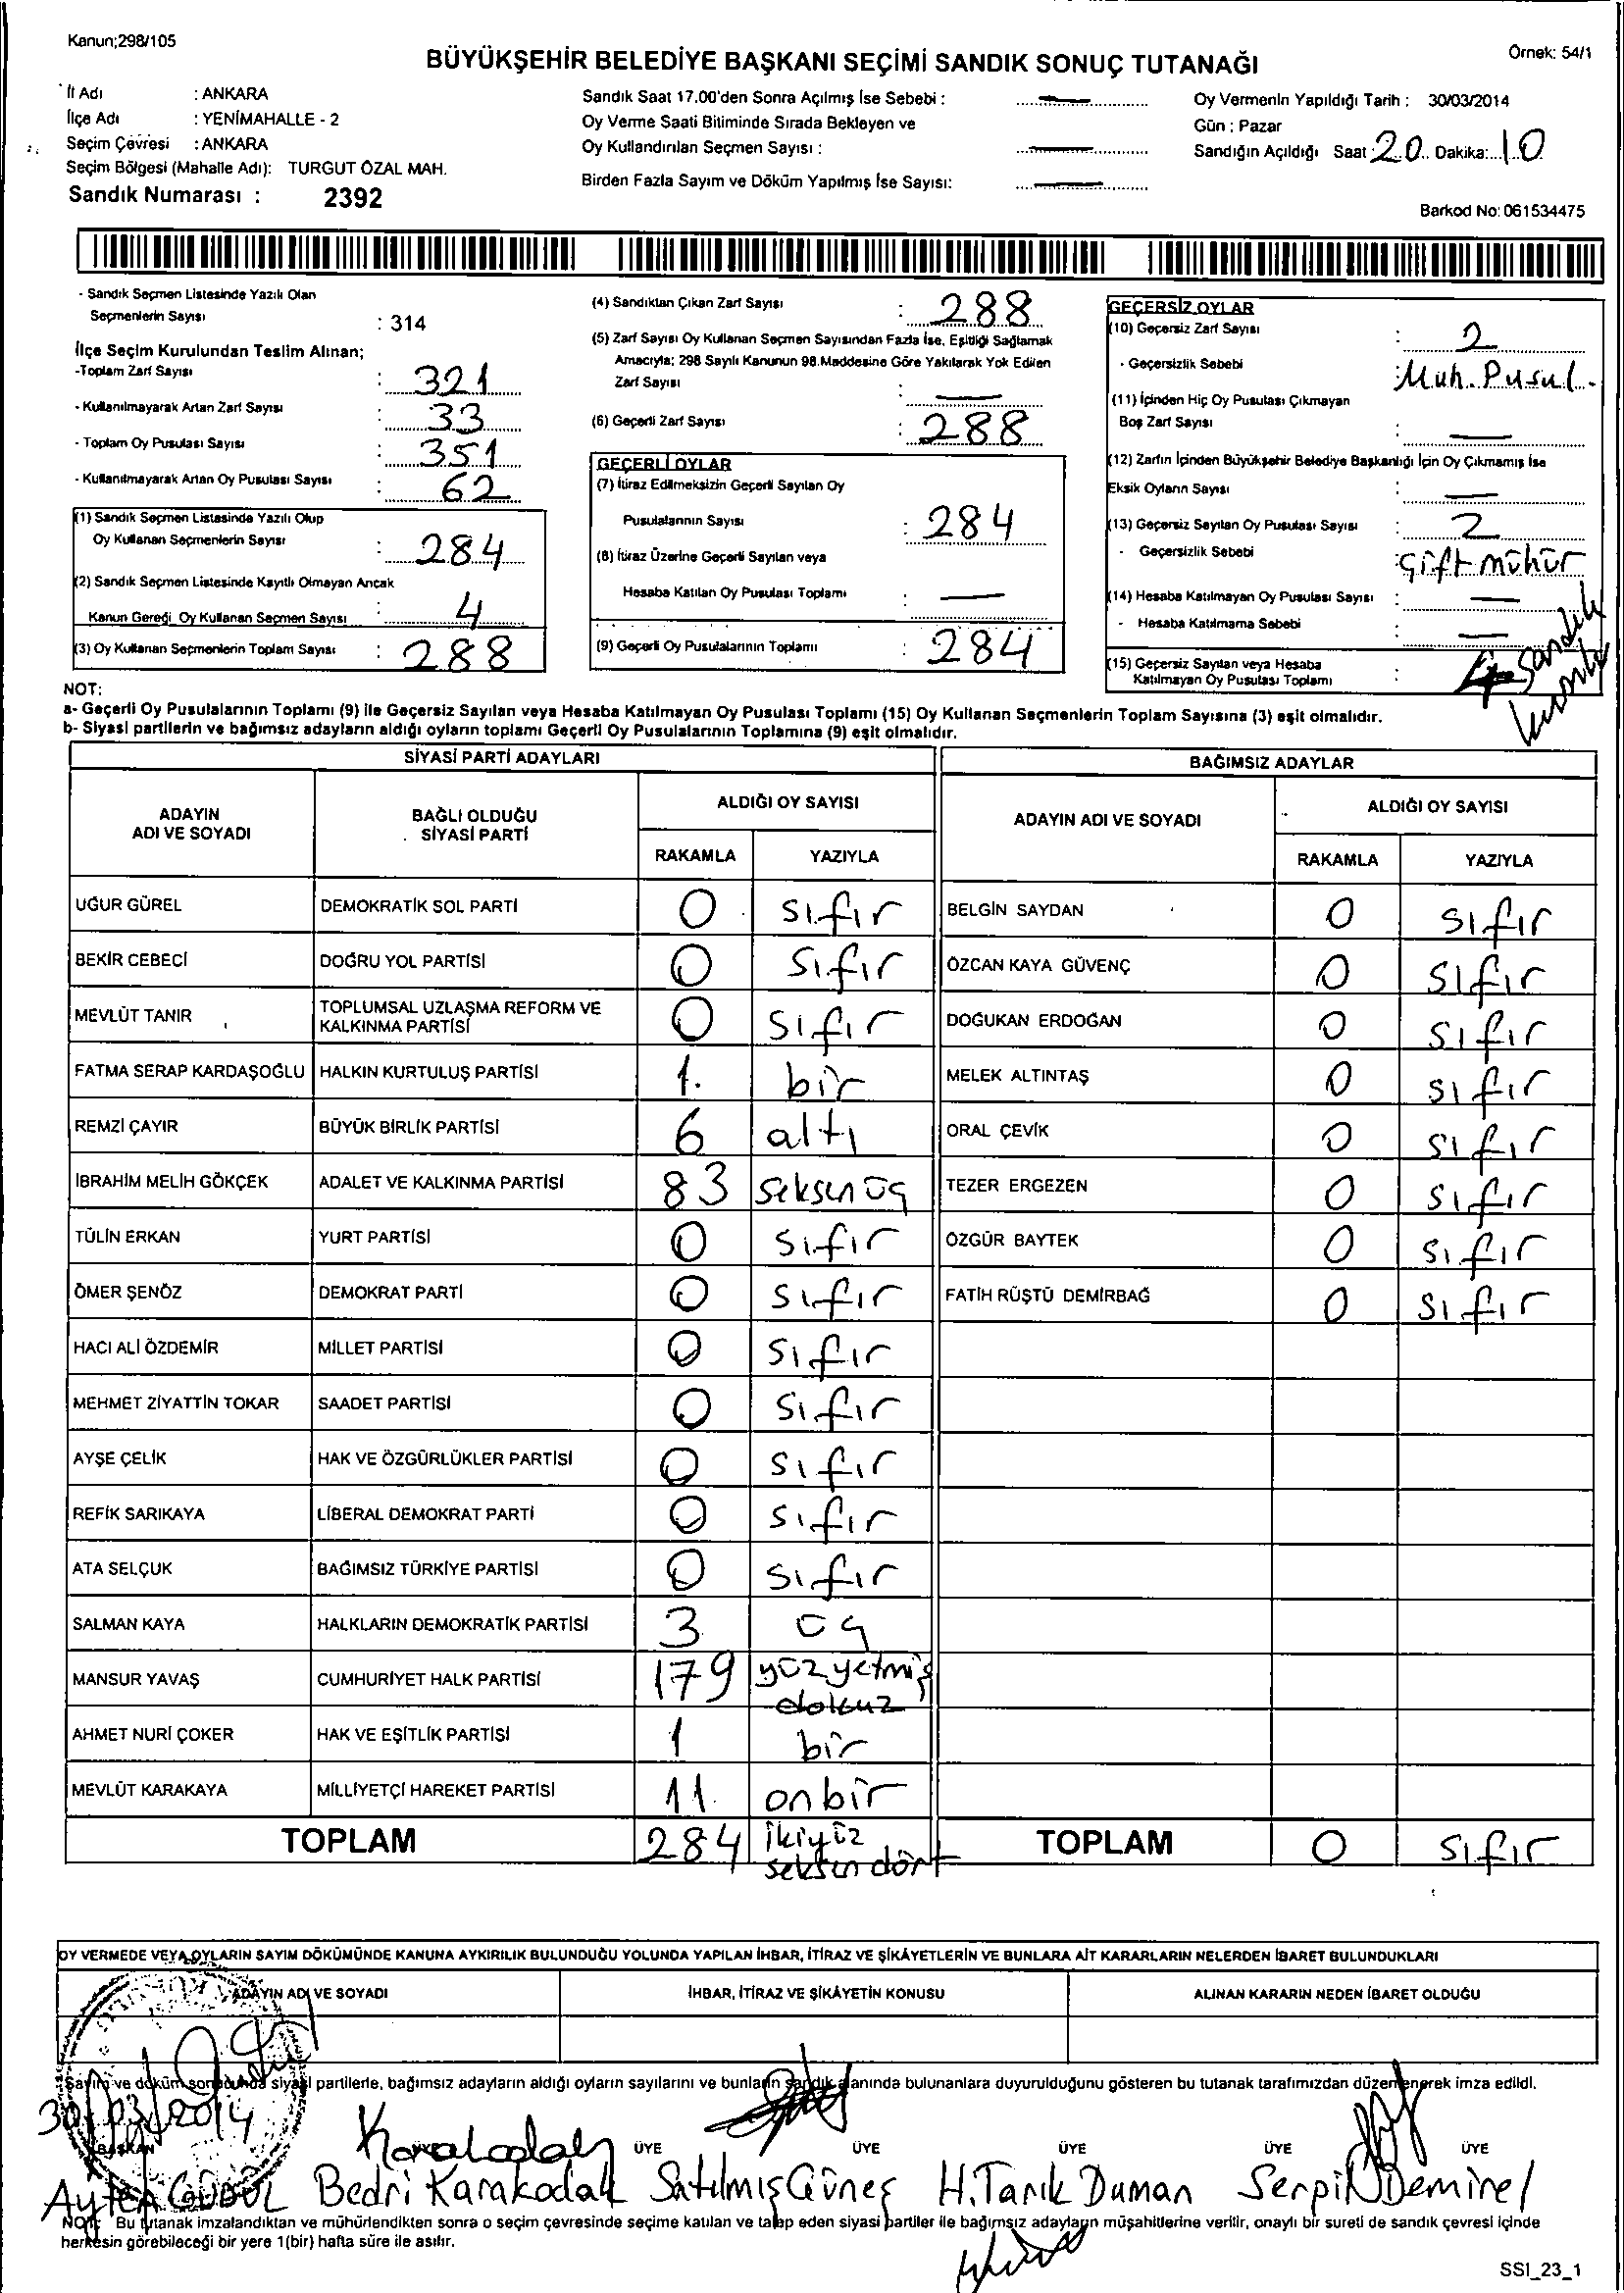 Kanun;298/105
Örnek: 54/1
BÜYÜKŞEHİR BELEDİYE BAŞKANI SEÇİMİ SANDIK SONUÇ TUTANAĞI
İl Adı : ANKARA
İlçe Adı : YENİMAHALLE - 2
Seçim Çevresi : ANKARA
Seçim Bölgesi (Mahalle Adı): TURGUT ÖZAL MAH.
Sandık Numarası : 2392
Sandık Saat 17.00'den Sonra Açılmış İse Sebebi : —
Oy Verme Saati Bitiminde Sırada Bekleyen ve
Oy Kullandırılan Seçmen Sayısı : —
Birden Fazla Sayım ve Döküm Yapılmış İse Sayısı: —
Oy Vermenin Yapıldığı Tarih : 30/03/2014
Gün : Pazar
Sandığın Açıldığı Saat : 20 Dakika: 10
Barkod No: 061534475
- Sandık Seçmen Listesinde Yazılı Olan
Seçmenlerin Sayısı : 314
İlçe Seçim Kurulundan Teslim Alınan;
-Toplam Zarf Sayısı : 321
- Kullanılmayarak Artan Zarf Sayısı : 33
- Toplam Oy Pusulası Sayısı : 351
- Kullanılmayarak Artan Oy Pusulası Sayısı : 62
(1) Sandık Seçmen Listesinde Yazılı Olup
Oy Kullanan Seçmenlerin Sayısı : 284
(2) Sandık Seçmen Listesinde Kayıtlı Olmayan Ancak
Kanun Gereği Oy Kullanan Seçmen Sayısı : 4
(3) Oy Kullanan Seçmenlerin Toplam Sayısı : 288
(4) Sandıktan Çıkan Zarf Sayısı : 288
(5) Zarf Sayısı Oy Kullanan Seçmen Sayısından Fazla İse, Eşitliği Sağlamak
Amacıyla; 298 Sayılı Kanunun 98.Maddesine Göre Yakılarak Yok Edilen
Zarf Sayısı : —
(6) Geçerli Zarf Sayısı : 288
GEÇERLİ OYLAR
(7) İtiraz Edilmeksizin Geçerli Sayılan Oy
Pusulalarının Sayısı : 284
(8) İtiraz Üzerine Geçerli Sayılan veya
Hesaba Katılan Oy Pusulası Toplamı : —
(9) Geçerli Oy Pusulalarının Toplamı : 284
GEÇERSİZ OYLAR
(10) Geçersiz Zarf Sayısı : 2
- Geçersizlik Sebebi : Muh. Pusul.
(11) İçinden Hiç Oy Pusulası Çıkmayan
Boş Zarf Sayısı : —
(12) Zarfın İçinden Büyükşehir Belediye Başkanlığı İçin Oy Çıkmamış İse
Eksik Oyların Sayısı : —
(13) Geçersiz Sayılan Oy Pusulası Sayısı : 2
- Geçersizlik Sebebi : Çift mühür
(14) Hesaba Katılmayan Oy Pusulası Sayısı : —
- Hesaba Katılmama Sebebi : —
(15) Geçersiz Sayılan veya Hesaba
Katılmayan Oy Pusulası Toplamı : 4 Sandık
NOT:
a- Geçerli Oy Pusulalarının Toplamı (9) ile Geçersiz Sayılan veya Hesaba Katılmayan Oy Pusulası Toplamı (15) Oy Kullanan Seçmenlerin Toplam Sayısına (3) eşit olmalıdır.
b- Siyasi partilerin ve bağımsız adayların aldığı oyların toplamı Geçerli Oy Pusulalarının Toplamına (9) eşit olmalıdır.
SİYASİ PARTİ ADAYLARI
ADAYIN ADI VE SOYADI BAĞLI OLDUĞU SİYASİ PARTİ ALDIĞI OY SAYISI
RAKAMLA YAZIYLA
UĞUR GÜREL DEMOKRATİK SOL PARTİ 0 sıfır
BEKİR CEBECİ DOĞRU YOL PARTİSİ 0 sıfır
MEVLÜT TANIR TOPLUMSAL UZLAŞMA REFORM VE KALKINMA PARTİSİ 0 sıfır
FATMA SERAP KARDAŞOĞLU HALKIN KURTULUŞ PARTİSİ 1. bir
REMZİ ÇAYIR BÜYÜK BİRLİK PARTİSİ 6 altı
İBRAHİM MELİH GÖKÇEK ADALET VE KALKINMA PARTİSİ 83 seksen üç
TÜLİN ERKAN YURT PARTİSİ 0 sıfır
ÖMER ŞENÖZ DEMOKRAT PARTİ 0 sıfır
HACI ALİ ÖZDEMİR MİLLET PARTİSİ 0 sıfır
MEHMET ZİYATTİN TOKAR SAADET PARTİSİ 0 sıfır
AYŞE ÇELİK HAK VE ÖZGÜRLÜKLER PARTİSİ 0 sıfır
REFİK SARIKAYA LİBERAL DEMOKRAT PARTİ 0 sıfır
ATA SELÇUK BAĞIMSIZ TÜRKİYE PARTİSİ 0 sıfır
SALMAN KAYA HALKLARIN DEMOKRATİK PARTİSİ 3 üç
MANSUR YAVAŞ CUMHURİYET HALK PARTİSİ 179 yüz yetmiş dokuz
AHMET NURİ ÇOKER HAK VE EŞİTLİK PARTİSİ 1 bir
MEVLÜT KARAKAYA MİLLİYETÇİ HAREKET PARTİSİ 11 onbir
TOPLAM 284 ikiyüz seksen dört
BAĞIMSIZ ADAYLAR
ADAYIN ADI VE SOYADI ALDIĞI OY SAYISI
RAKAMLA YAZIYLA
BELGİN SAYDAN 0 sıfır
ÖZCAN KAYA GÜVENÇ 0 sıfır
DOĞUKAN ERDOĞAN 0 sıfır
MELEK ALTINTAŞ 0 sıfır
ORAL ÇEVİK 0 sıfır
TEZER ERGEZEN 0 sıfır
ÖZGÜR BAYTEK 0 sıfır
FATİH RÜŞTÜ DEMİRBAĞ 0 sıfır
TOPLAM 0 sıfır
OY VERMEDE VEYA OYLARIN SAYIM DÖKÜMÜNDE KANUNA AYKIRILIK BULUNDUĞU YOLUNDA YAPILAN İHBAR, İTİRAZ VE ŞİKAYETLERİN VE BUNLARA AİT KARARLARIN NELERDEN İBARET BULUNDUKLARI
ADAYIN ADI VE SOYADI İHBAR, İTİRAZ VE ŞİKAYETİN KONUSU ALINAN KARARIN NEDEN İBARET OLDUĞU
Sayım ve döküm sonucunda siyasi partilerle, bağımsız adayların aldığı oyların sayılarını ve bunların sandık alanında bulunanlara duyurulduğunu gösteren bu tutanak tarafımızdan düzenlenerek imza edildi.
30/03/2014
BAŞKAN ÜYE ÜYE ÜYE ÜYE ÜYE
Karakodak
Ayten Bedri Karakodak Satılmış Güneş H.Tarık Duman Serpil Demirel
NOT: Bu tutanak imzalandıktan ve mühürlendikten sonra o seçim çevresinde seçime katılan ve talep eden siyasi partiler ile bağımsız adayların müşahitlerine verilir, onaylı bir sureti de sandık çevresi içinde
herkesin görebileceği bir yere 1(bir) hafta süre ile asılır.
SSI_23_1